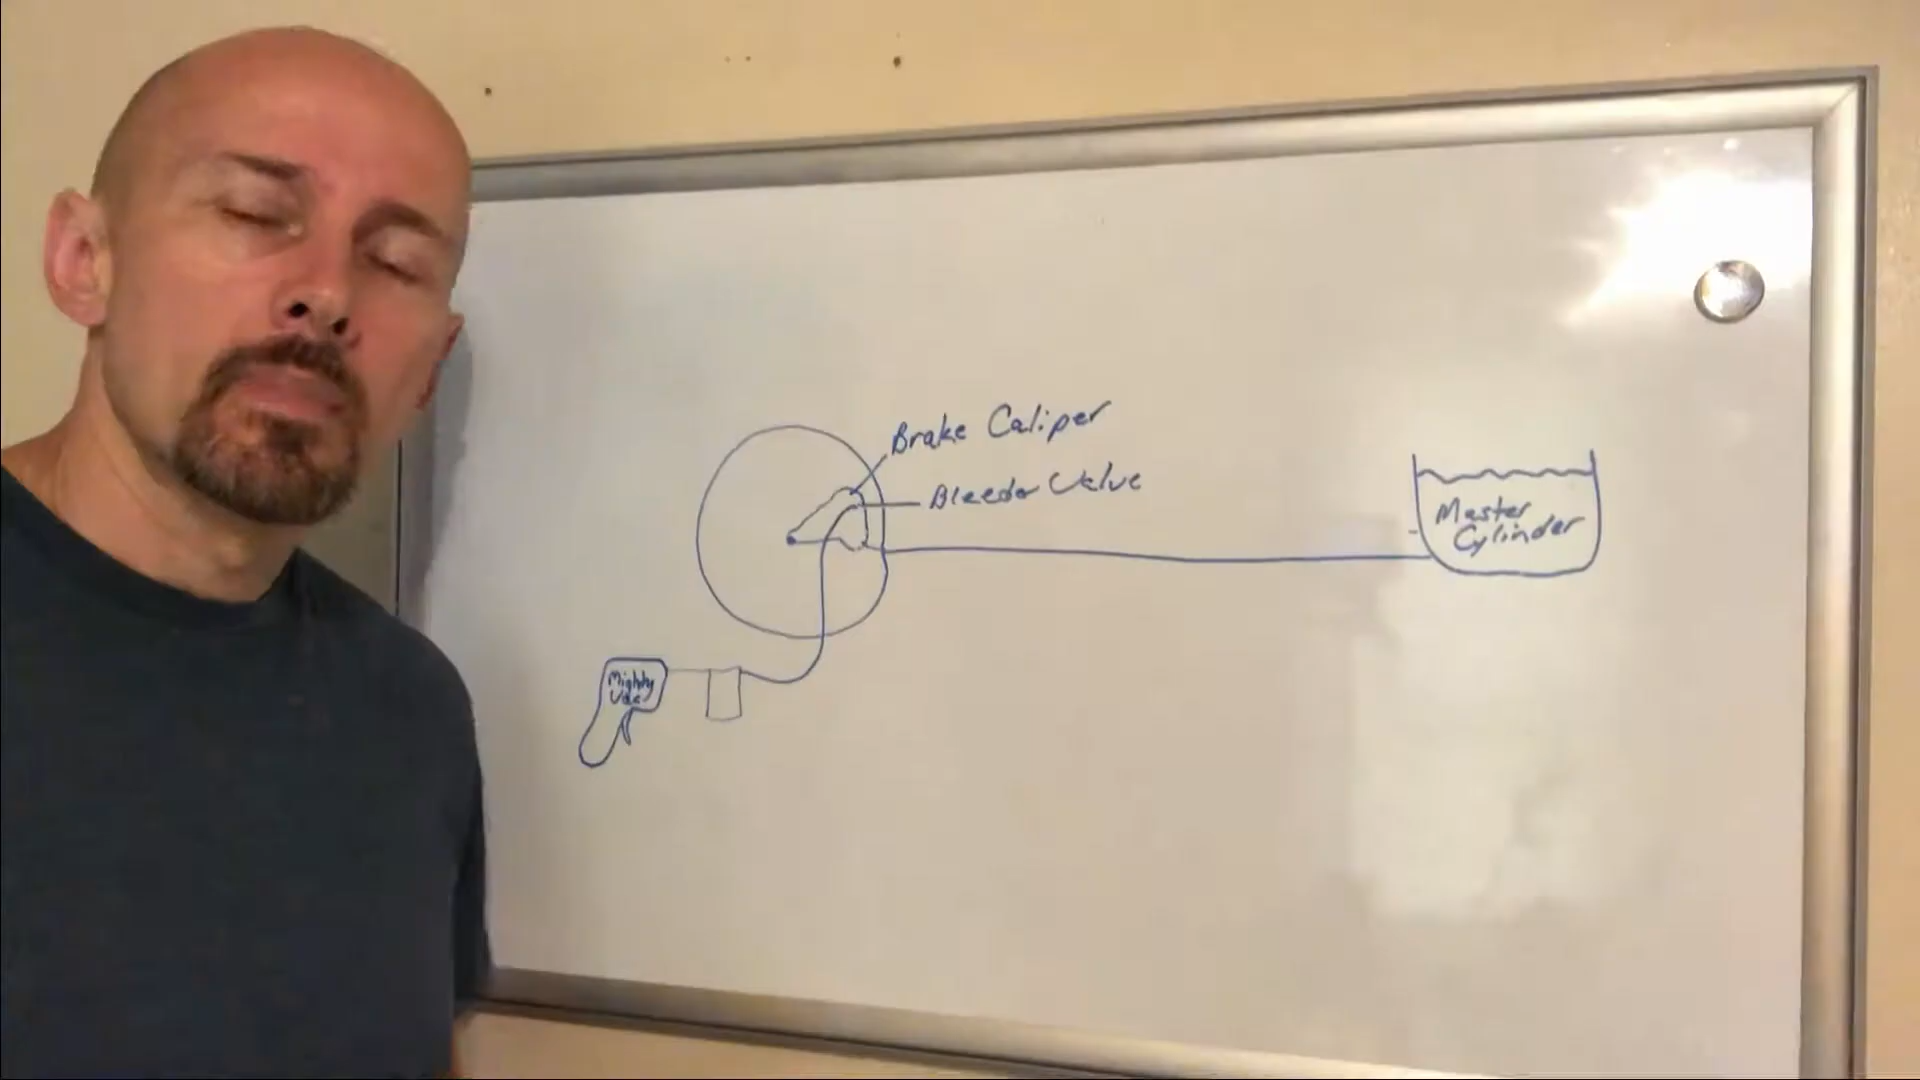 Brake Caliper
Bleeder Valve
Master
Cylinder
Mighty
Vac